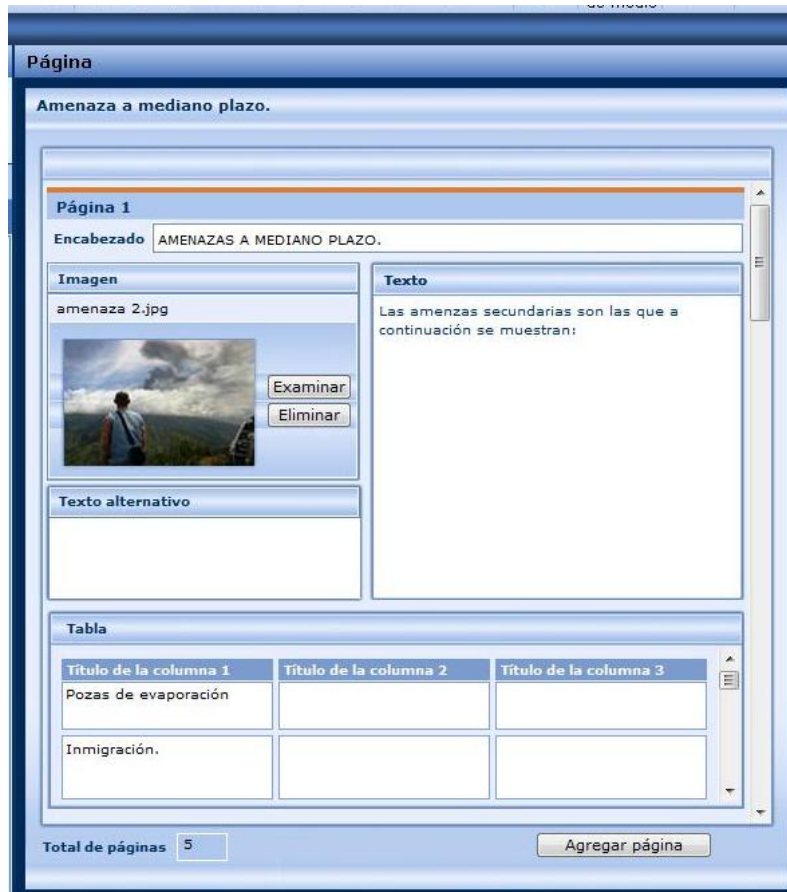 de medio
Página
Amenaza a mediano plazo.
Página 1
Encabezado AMENAZAS A MEDIANO PLAZO.
Imagen
amenaza 2.jpg
Examinar
Eliminar
Texto alternativo
Texto
Las amenzas secundarias son las que a
continuación se muestran:
Tabla
Título de la columna 1 Título de la columna 2 Título de la columna 3
Pozas de evaporación
Inmigración.
Total de páginas 5
Agregar página